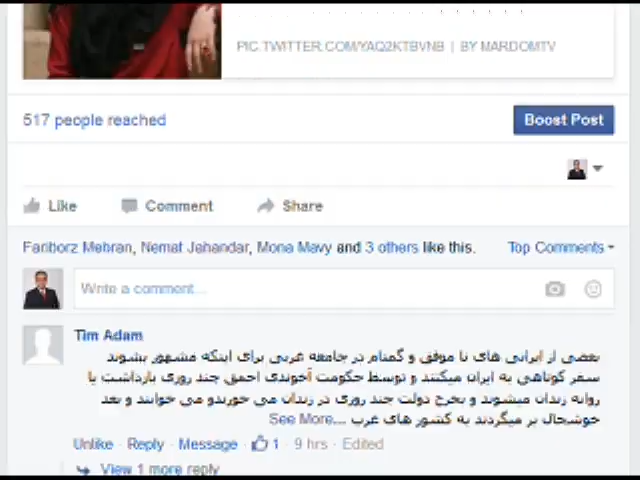 PIC.TWITTER.COM/YAQ2KTBVNB | BY MARDOMTV
517 people reached
Boost Post
Like Comment Share
Fariborz Mehran, Nemat Jahandar, Mona Mavy and 3 others like this. Top Comments
Write a comment...
Tim Adam
بعضی از ایرانی های نا موفق و گمنام در جامعه غربی برای اینکه مشهور بشوند
سفر کوتاهی به ایران میکنند و توسط حکومت آخوندی احمق چند روزی بازداشت یا
روانه زندان میشوند و بخرج دولت چند روزی در زندان می خورندو می خوابند و بعد
خوشحال بر میگردند به کشور های غرب ...See More
Unlike · Reply · Message · 1 · 9 hrs · Edited
View 1 more reply